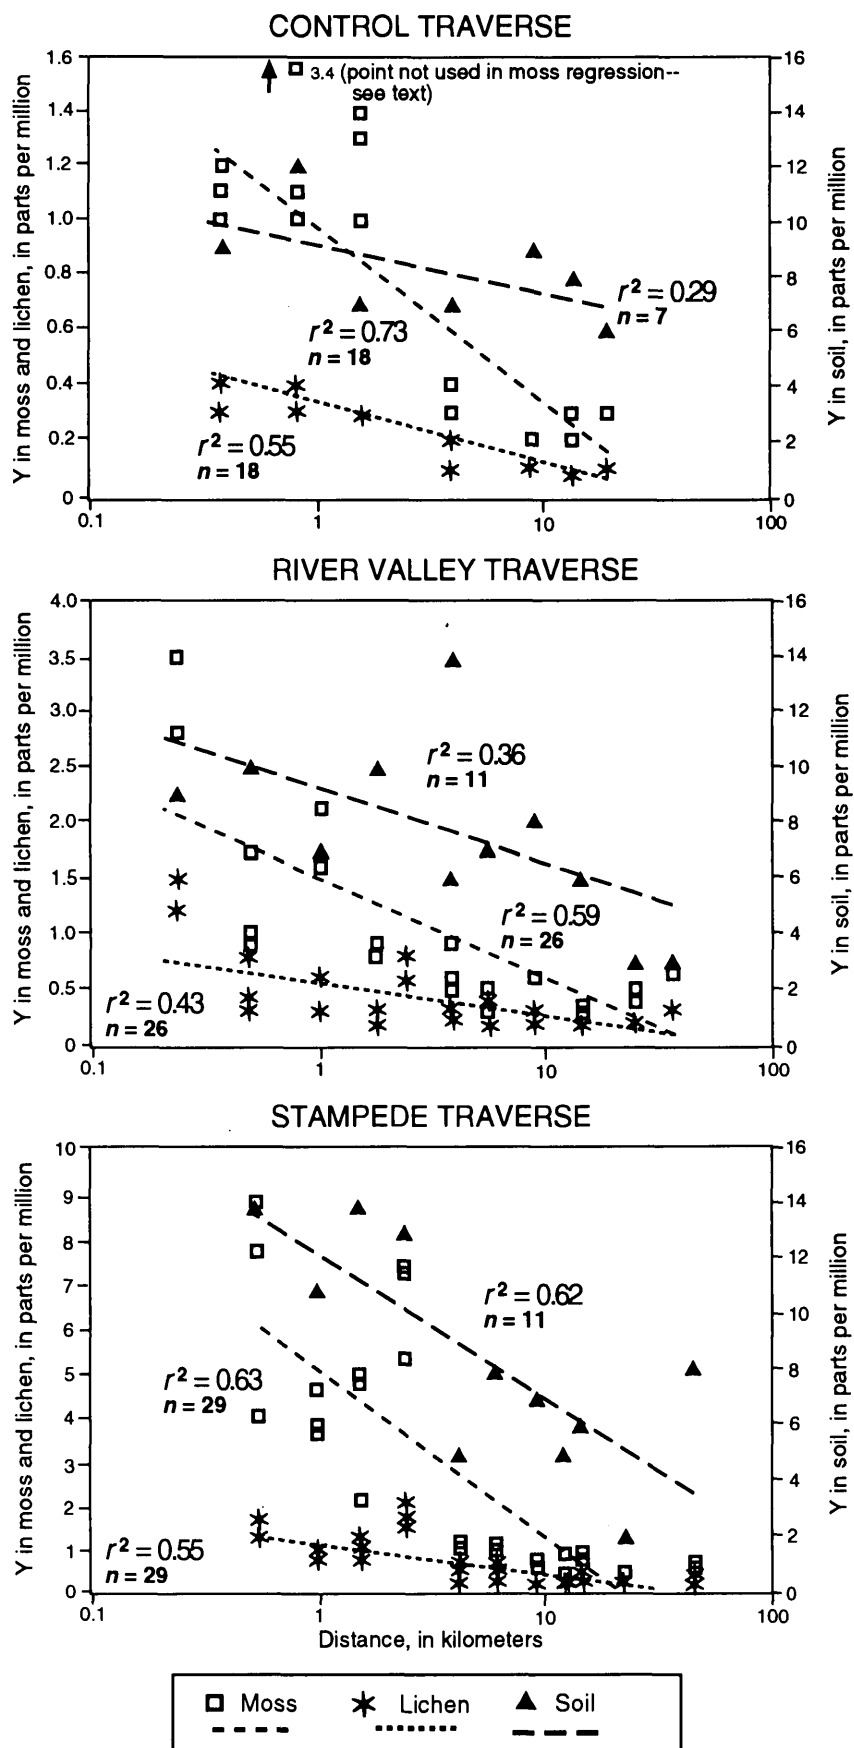 CONTROL TRAVERSE
1.6
1.4
1.2
1.0
0.8
0.6
0.4
0.2
0
Y in moss and lichen, in parts per million
3.4 (point not used in moss regression--
see text)
r² = 0.29
n = 7
r² = 0.73
n = 18
r² = 0.55
n = 18
16
14
12
10
8
6
4
2
0
Y in soil, in parts per million
0.1
1
10
100
RIVER VALLEY TRAVERSE
4.0
3.5
3.0
2.5
2.0
1.5
1.0
0.5
0
Y in moss and lichen, in parts per million
r² = 0.36
n = 11
r² = 0.59
n = 26
r² = 0.43
n = 26
16
14
12
10
8
6
4
2
0
Y in soil, in parts per million
0.1
1
10
100
STAMPEDE TRAVERSE
10
9
8
7
6
5
4
3
2
1
0
Y in moss and lichen, in parts per million
r² = 0.62
n = 11
r² = 0.63
n = 29
r² = 0.55
n = 29
16
14
12
10
8
6
4
2
0
Y in soil, in parts per million
0.1
1
10
100
Distance, in kilometers
Moss
Lichen
Soil